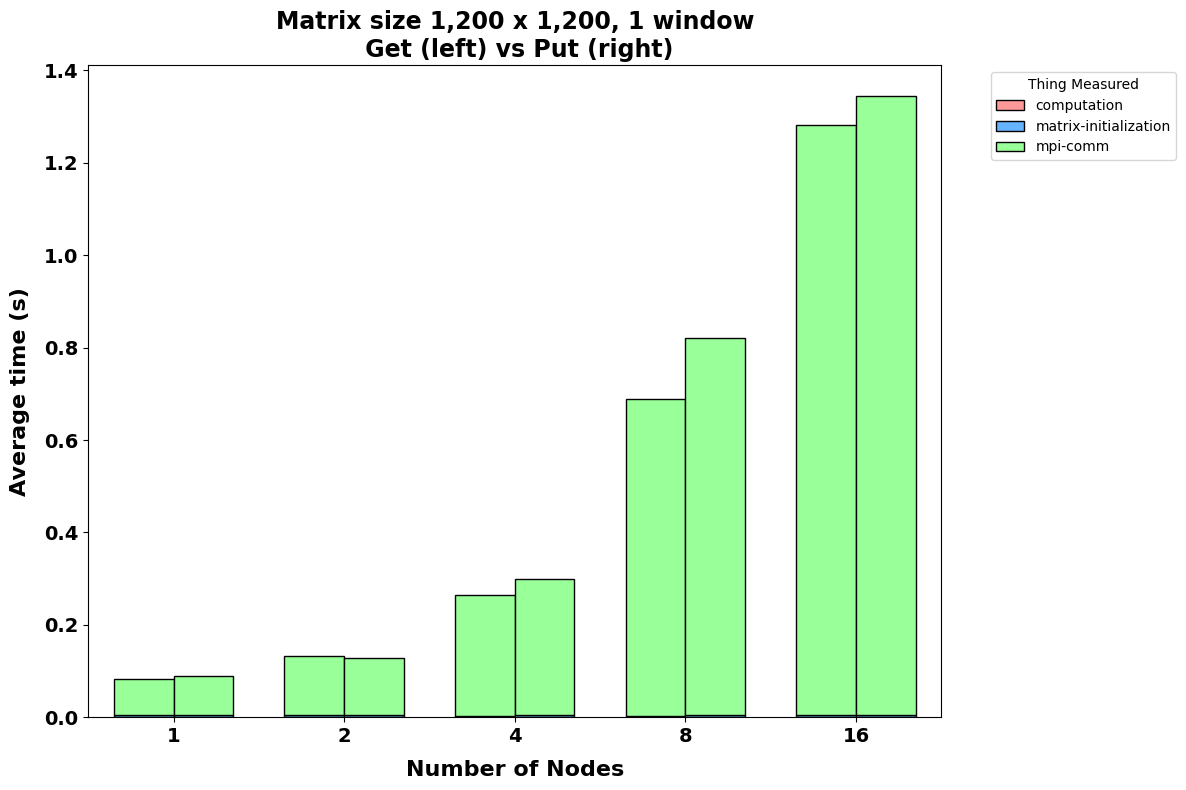 Matrix size 1,200 x 1,200, 1 window
Get (left) vs Put (right)
1.4
1.2
1.0
0.8
0.6
0.4
0.2
0.0
Average time (s)
1 2 4 8 16
Number of Nodes
Thing Measured
computation
matrix-initialization
mpi-comm